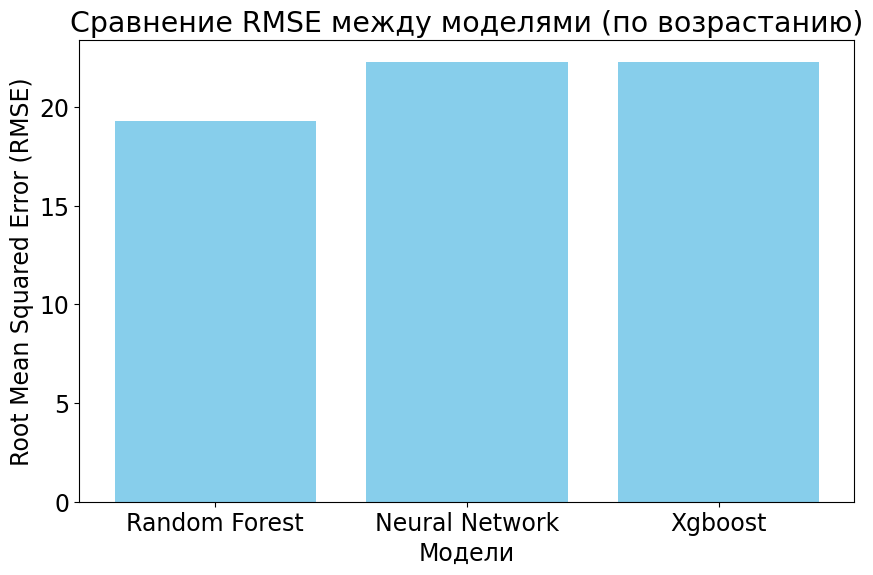 Сравнение RMSE между моделями (по возрастанию)
Root Mean Squared Error (RMSE)
20
15
10
5
0
Random Forest
Neural Network
Xgboost
Модели